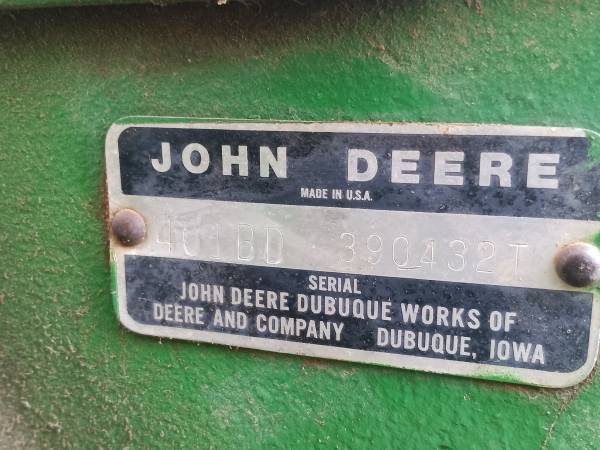 JOHN DEERE
MADE IN U.S.A.
401BD 390432T
SERIAL
JOHN DEERE DUBUQUE WORKS OF
DEERE AND COMPANY DUBUQUE, IOWA